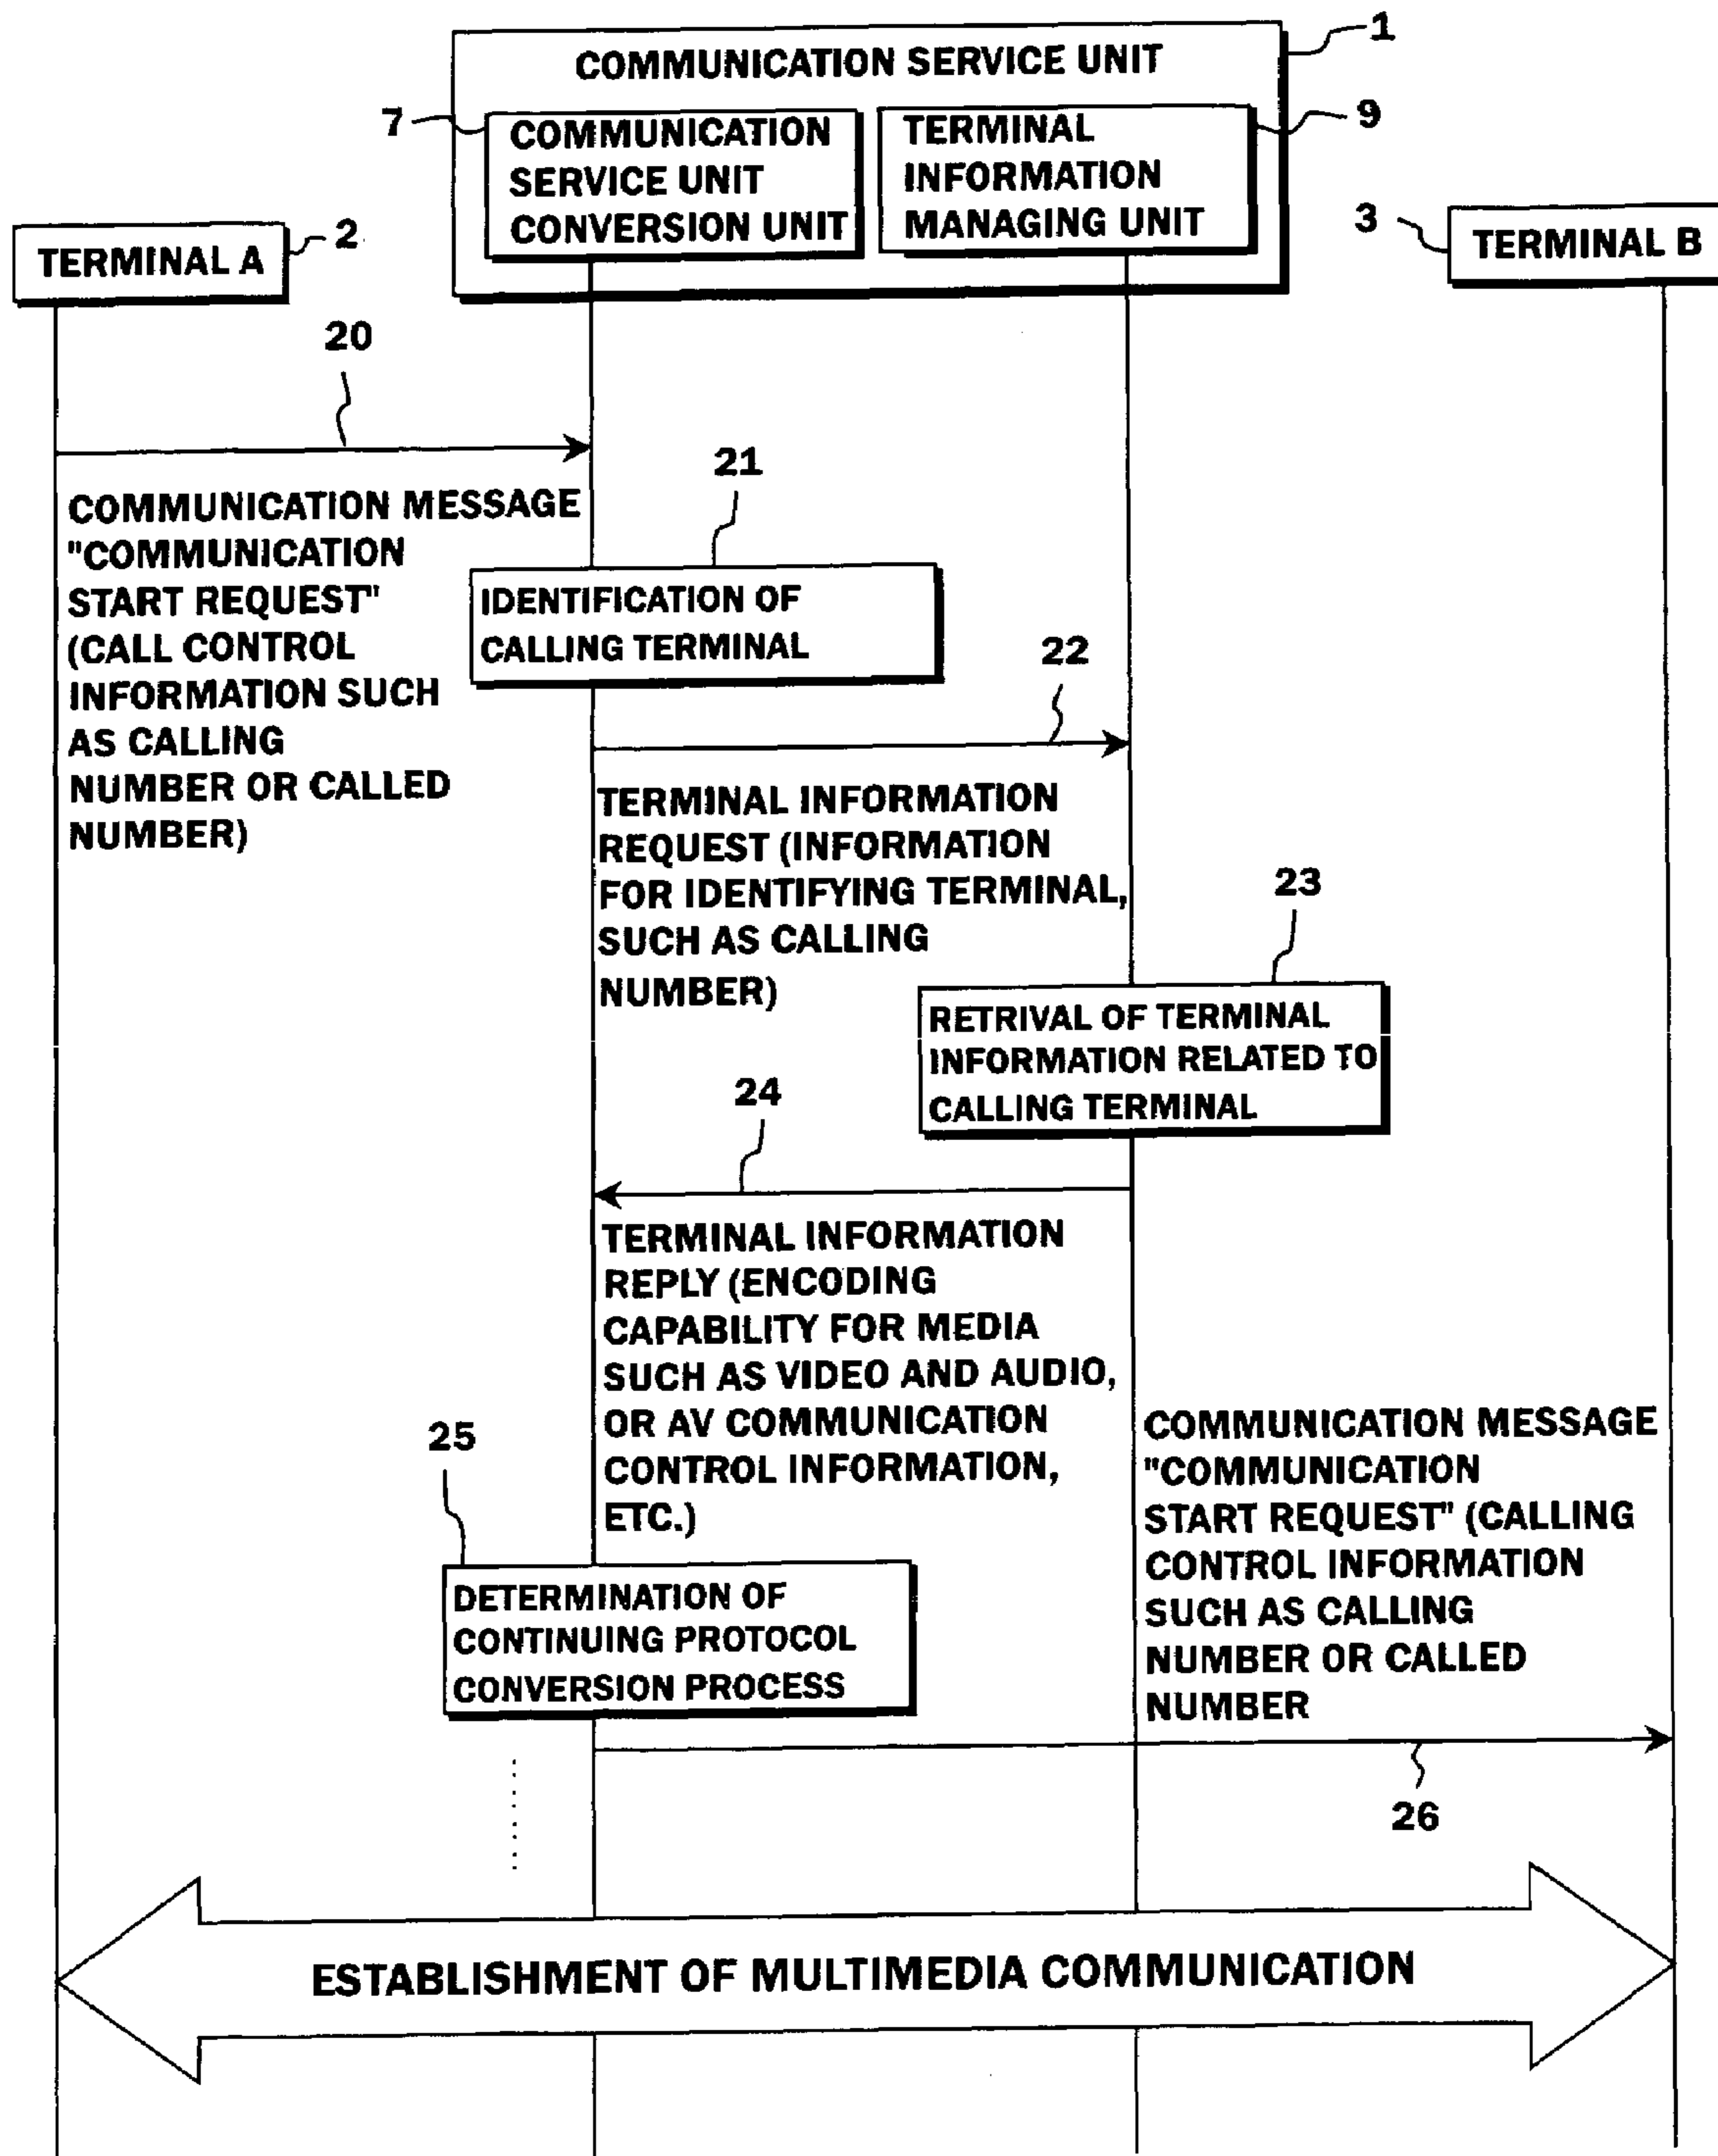 1
COMMUNICATION SERVICE UNIT
7
COMMUNICATION
SERVICE UNIT
CONVERSION UNIT
TERMINAL
INFORMATION
MANAGING UNIT
9
TERMINAL A
2
3
TERMINAL B
20
COMMUNICATION MESSAGE
"COMMUNICATION
START REQUEST"
(CALL CONTROL
INFORMATION SUCH
AS CALLING
NUMBER OR CALLED
NUMBER)
21
IDENTIFICATION OF
CALLING TERMINAL
22
TERMINAL INFORMATION
REQUEST (INFORMATION
FOR IDENTIFYING TERMINAL,
SUCH AS CALLING
NUMBER)
23
RETRIVAL OF TERMINAL
INFORMATION RELATED TO
CALLING TERMINAL
24
TERMINAL INFORMATION
REPLY (ENCODING
CAPABILITY FOR MEDIA
SUCH AS VIDEO AND AUDIO,
OR AV COMMUNICATION
CONTROL INFORMATION,
ETC.)
25
DETERMINATION OF
CONTINUING PROTOCOL
CONVERSION PROCESS
COMMUNICATION MESSAGE
"COMMUNICATION
START REQUEST" (CALLING
CONTROL INFORMATION
SUCH AS CALLING
NUMBER OR CALLED
NUMBER
26
ESTABLISHMENT OF MULTIMEDIA COMMUNICATION